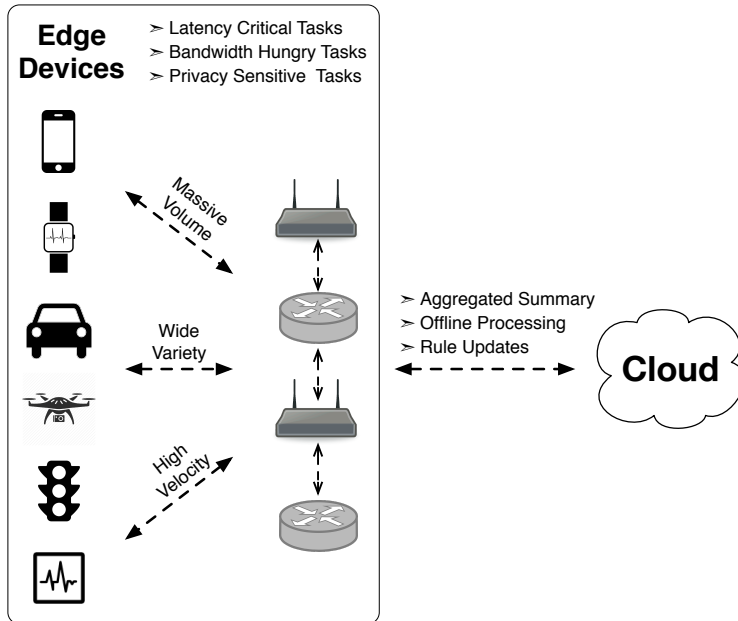 Edge
Devices
➣ Latency Critical Tasks
➣ Bandwidth Hungry Tasks
➣ Privacy Sensitive Tasks
Massive
Volume
Wide
Variety
High
Velocity
➣ Aggregated Summary
➣ Offline Processing
➣ Rule Updates
Cloud